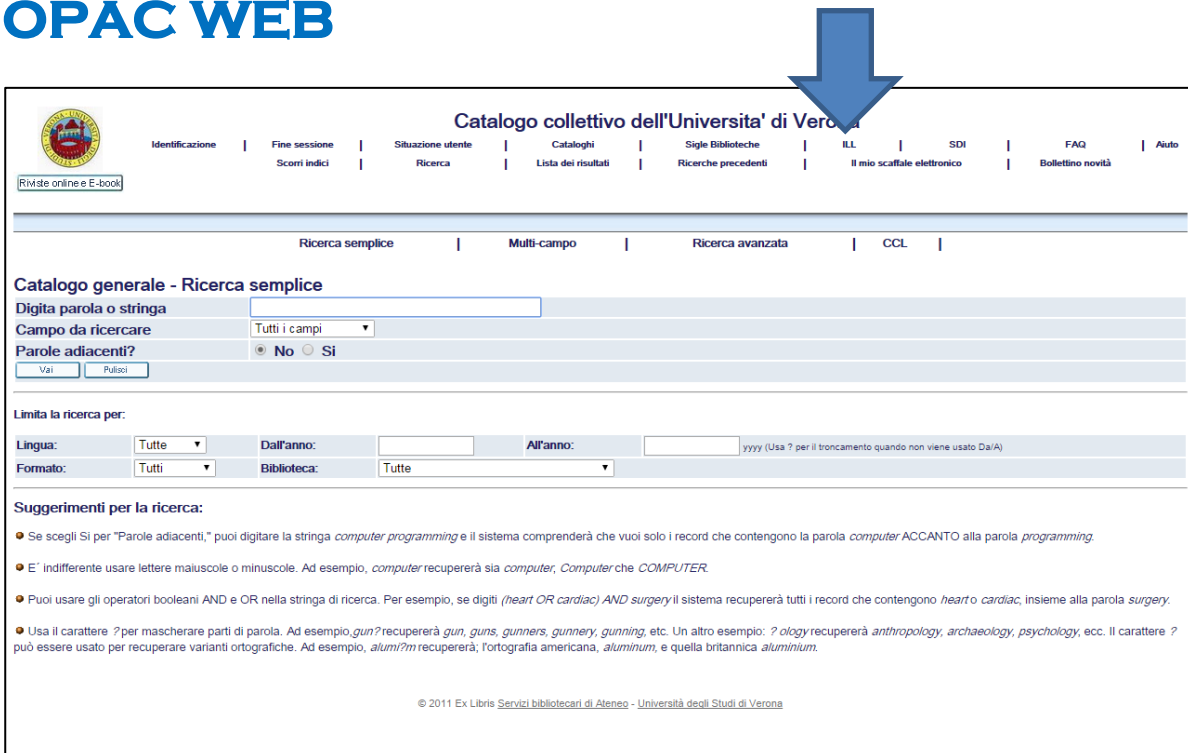 OPAC WEB
Catalogo collettivo dell'Universita' di Verona
Identificazione | Fine sessione | Situazione utente | Cataloghi | Sigle Biblioteche | ILL | SDI | FAQ | Aiuto
Scorri indici | Ricerca | Lista dei risultati | Ricerche precedenti | Il mio scaffale elettronico | Bollettino novità
Riviste online e E-book
Ricerca semplice | Multi-campo | Ricerca avanzata | CCL |
Catalogo generale - Ricerca semplice
Digita parola o stringa
Campo da ricercare Tutti i campi
Parole adiacenti? No Si
Vai Pulisci
Limita la ricerca per:
Lingua: Tutte Dall'anno: All'anno: yyyy (Usa ? per il troncamento quando non viene usato Da/A)
Formato: Tutti Biblioteca: Tutte
Suggerimenti per la ricerca:
Se scegli Si per "Parole adiacenti," puoi digitare la stringa computer programming e il sistema comprenderà che vuoi solo i record che contengono la parola computer ACCANTO alla parola programming.
E´ indifferente usare lettere maiuscole o minuscole. Ad esempio, computer recupererà sia computer, Computer che COMPUTER.
Puoi usare gli operatori booleani AND e OR nella stringa di ricerca. Per esempio, se digiti (heart OR cardiac) AND surgery il sistema recupererà tutti i record che contengono heart o cardiac, insieme alla parola surgery.
Usa il carattere ? per mascherare parti di parola. Ad esempio,gun? recupererà gun, guns, gunners, gunnery, gunning, etc. Un altro esempio: ? ology recupererà anthropology, archaeology, psychology, ecc. Il carattere ?
può essere usato per recuperare varianti ortografiche. Ad esempio, alumi?m recupererà; l'ortografia americana, aluminum, e quella britannica aluminium.
© 2011 Ex Libris Servizi bibliotecari di Ateneo - Università degli Studi di Verona